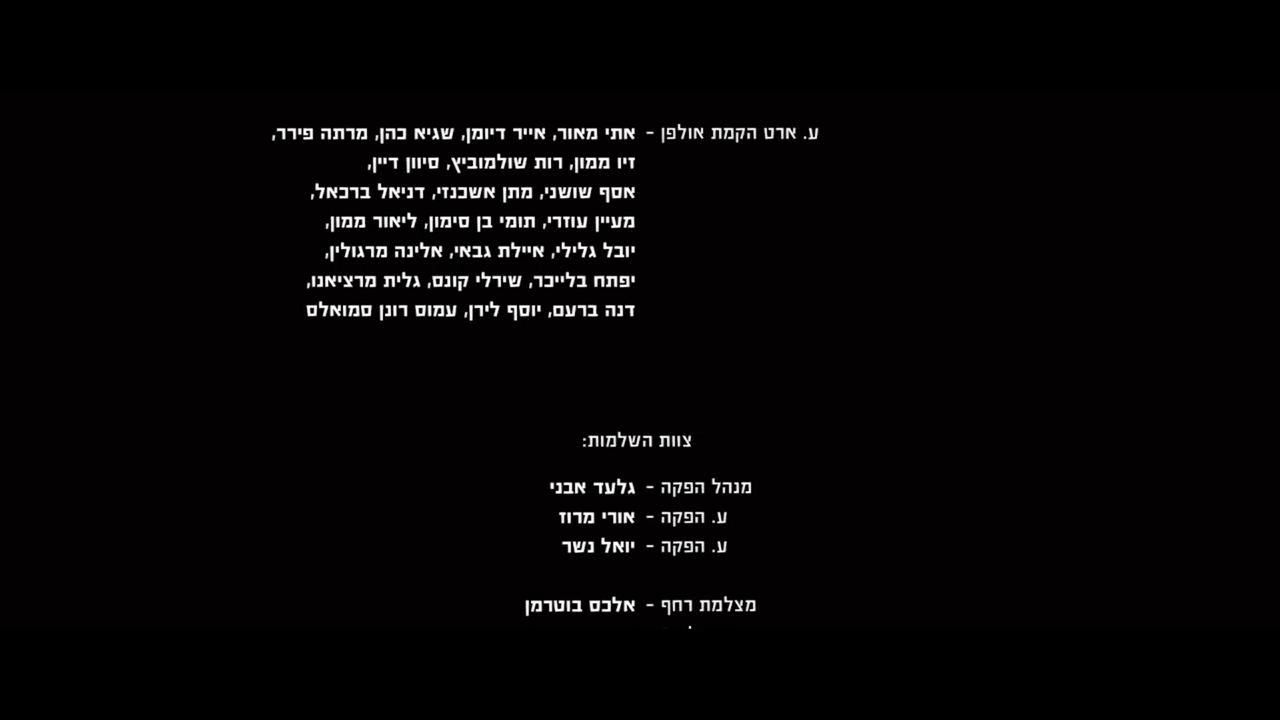 ע. ארט הקמת אולפן - אתי מאור, אייר דיומן, שגיא כהן, מרתה פירר,
זיו ממון, רות שולמוביץ, סיוון דיין,
אסף שושני, מתן אשכנזי, דניאל ברכאל,
מעיין עוזרי, תומי בן סימון, ליאור ממון,
יובל גלילי, איילת גבאי, אלינה מרגולין,
יפתח בלייכר, שירלי קונס, גלית מרציאנו,
דנה ברעם, יוסף לירן, עמוס רונן סמואלס
צוות השלמות:
מנהל הפקה - גלעד אבני
ע. הפקה - אורי מרוז
ע. הפקה - יואל נשר
מצלמת רחף - אלכס בוטרמן